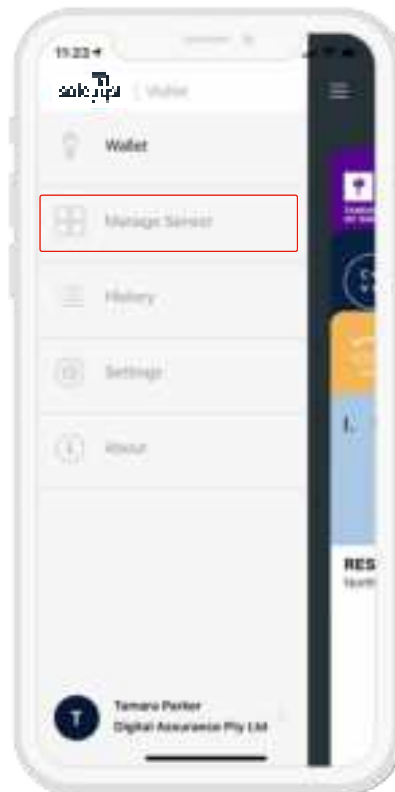 11:23
Wallet
Wallet
Manage Sensor
History
Settings
About
I.
RES
T
Tamara Parker
Digital Assurance Pty Ltd